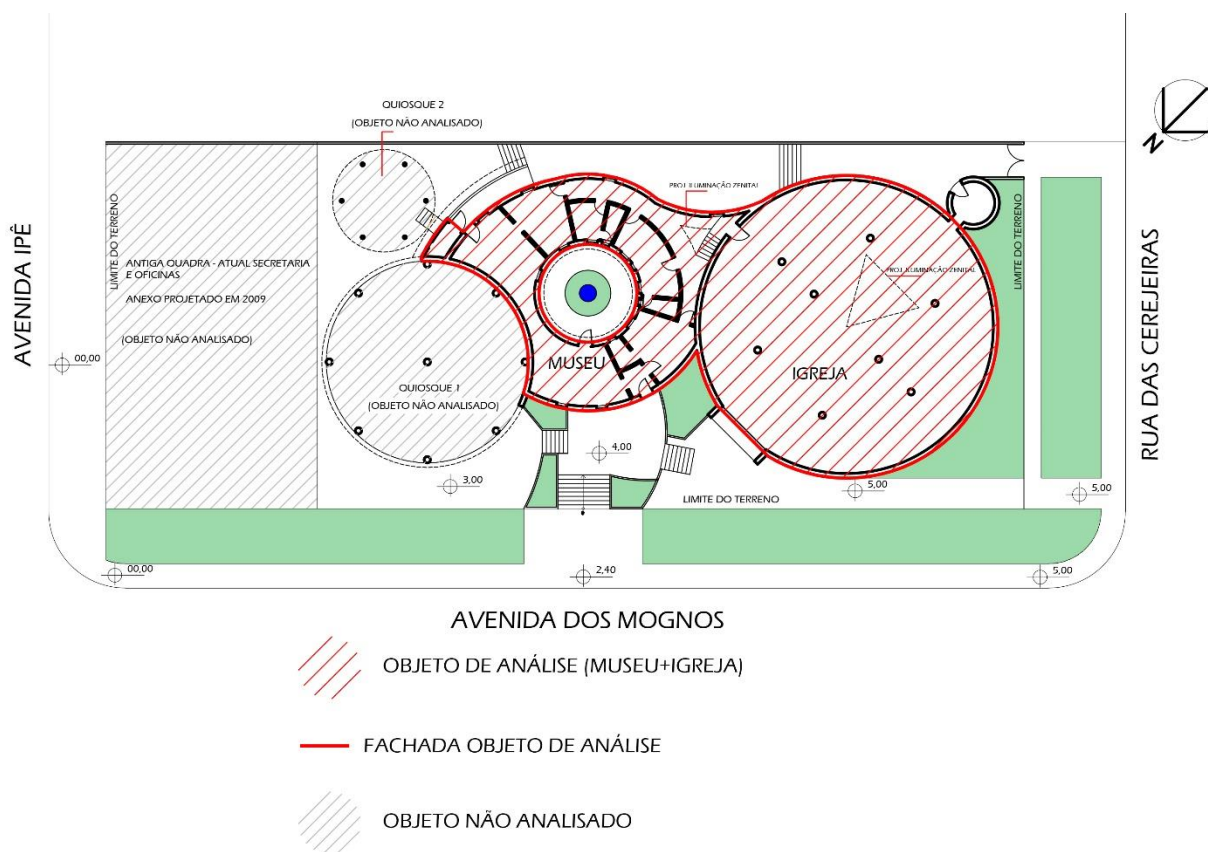 QUIOSQUE 2
(OBJETO NÃO ANALISADO)
N
PROJ. ILUMINAÇÃO ZENITAL
LIMITE DO TERRENO
ANTIGA QUADRA - ATUAL SECRETARIA
E OFICINAS
ANEXO PROJETADO EM 2009
(OBJETO NÃO ANALISADO)
AVENIDA IPÊ
00,00
QUIOSQUE 1
(OBJETO NÃO ANALISADO)
MUSEU
PROJ. ILUMINAÇÃO ZENITAL
IGREJA
LIMITE DO TERRENO
RUA DAS CEREJEIRAS
4,00
3,00
5,00
LIMITE DO TERRENO
5,00
00,00
2,40
5,00
AVENIDA DOS MOGNOS
OBJETO DE ANÁLISE (MUSEU+IGREJA)
FACHADA OBJETO DE ANÁLISE
OBJETO NÃO ANALISADO